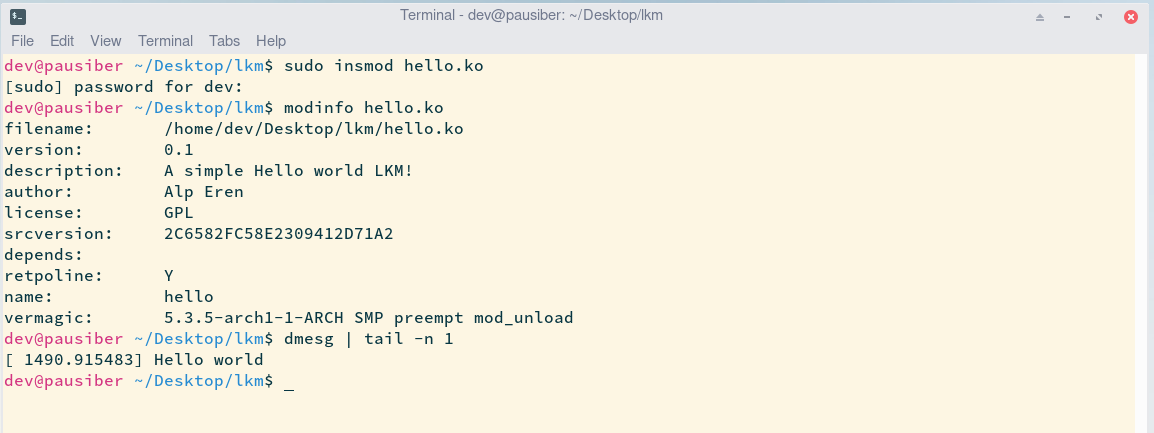 Terminal - dev@pausiber: ~/Desktop/lkm
File Edit View Terminal Tabs Help
dev@pausiber ~/Desktop/lkm$ sudo insmod hello.ko
[sudo] password for dev:
dev@pausiber ~/Desktop/lkm$ modinfo hello.ko
filename:       /home/dev/Desktop/lkm/hello.ko
version:        0.1
description:    A simple Hello world LKM!
author:         Alp Eren
license:        GPL
srcversion:     2C6582FC58E2309412D71A2
depends:
retpoline:      Y
name:           hello
vermagic:       5.3.5-arch1-1-ARCH SMP preempt mod_unload
dev@pausiber ~/Desktop/lkm$ dmesg | tail -n 1
[ 1490.915483] Hello world
dev@pausiber ~/Desktop/lkm$ _